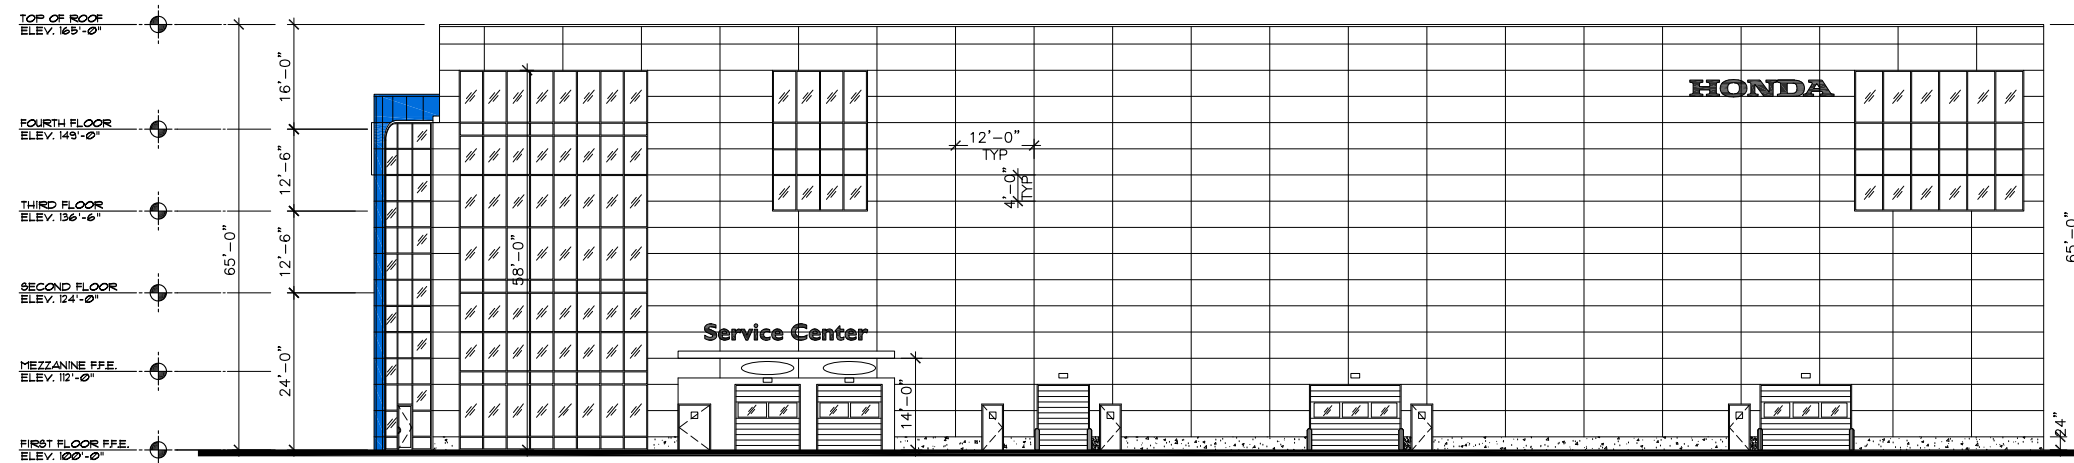 TOP OF ROOF
ELEV. 165'-0"
FOURTH FLOOR
ELEV. 149'-0"
THIRD FLOOR
ELEV. 136'-6"
SECOND FLOOR
ELEV. 124'-0"
MEZZANINE F.F.E.
ELEV. 112'-0"
FIRST FLOOR F.F.E.
ELEV. 100'-0"
65'-0"
16'-0"
12'-6"
12'-6"
24'-0"
58'-0"
Service Center
14'-0"
12'-0"
TYP
4'-0"
TYP
HONDA
65'-0"
24"